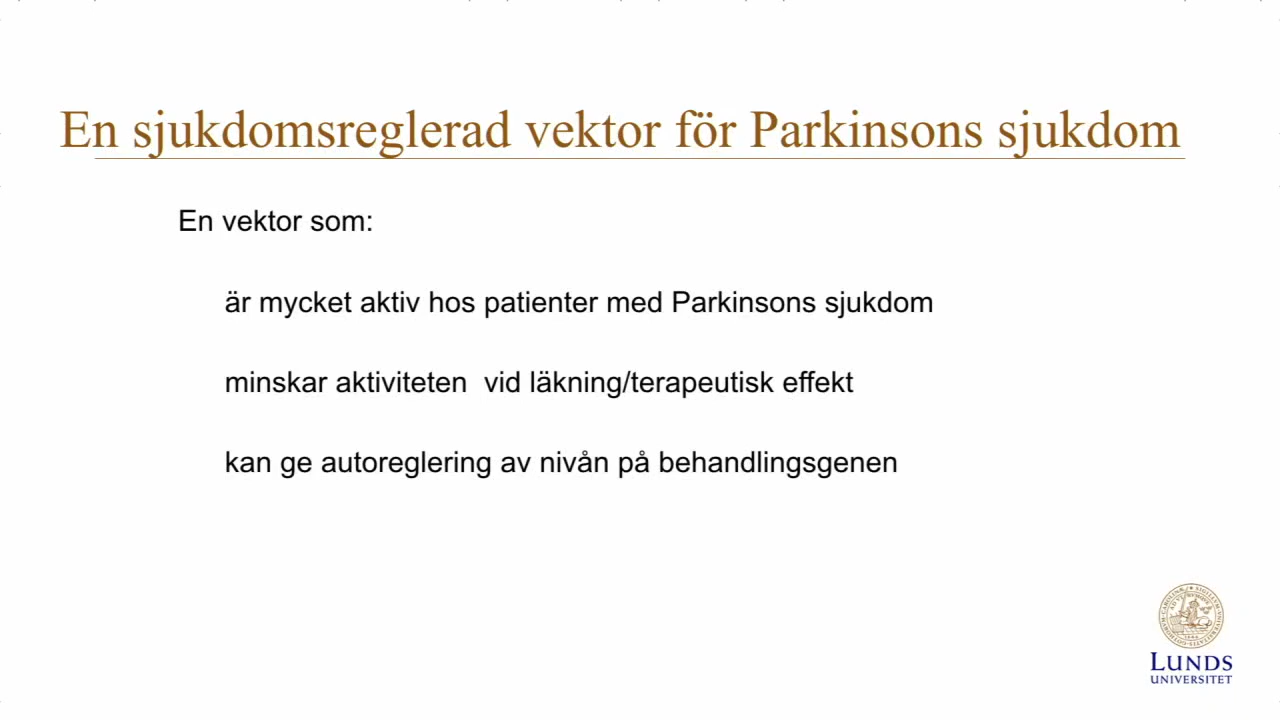 En sjukdomsreglerad vektor för Parkinsons sjukdom
En vektor som:
är mycket aktiv hos patienter med Parkinsons sjukdom
minskar aktiviteten  vid läkning/terapeutisk effekt
kan ge autoreglering av nivån på behandlingsgenen
LUNDS
UNIVERSITET